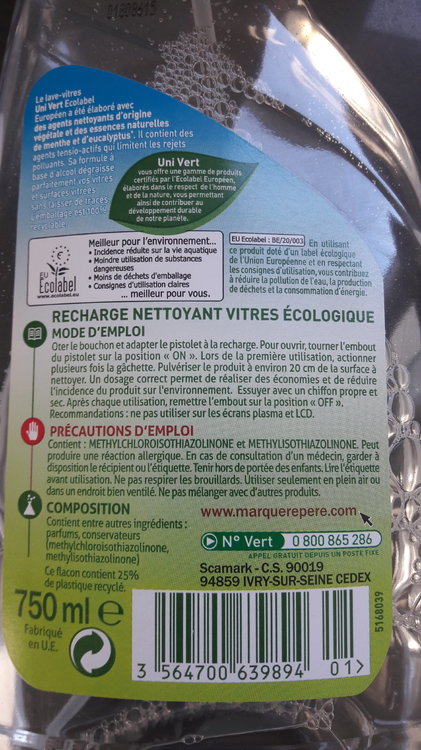 01808615
Le lave-vitres
Uni Vert Ecolabel
Européen a été élaboré avec
des agents nettoyants d'origine
végétale et des essences naturelles
de menthe et d'eucalyptus*. Il contient des
agents tensio-actifs qui limitent les rejets
polluants. Sa formule à
base d'alcool dégraisse
parfaitement vos vitres
et surfaces vitrées
sans laisser de traces.
L'emballage est 100%
recyclable.
Uni Vert
vous offre une gamme de produits
certifiés par l'Ecolabel Européen,
élaborés dans le respect de l'homme
et de la nature, vous permettant
ainsi de contribuer au
développement durable
de notre planète.
EU
Ecolabel
www.ecolabel.eu
Meilleur pour l'environnement...
• Incidence réduite sur la vie aquatique
• Moindre utilisation de substances
dangereuses
• Moins de déchets d'emballage
• Consignes d'utilisation claires
... meilleur pour vous.
EU Ecolabel : BE/20/003 En utilisant
ce produit doté d'un label écologique
de l'Union Européenne et en respectant
les consignes d'utilisation, vous contribuez
à réduire la pollution de l'eau, la production
de déchets et la consommation d'énergie.
RECHARGE NETTOYANT VITRES ÉCOLOGIQUE
MODE D'EMPLOI
Oter le bouchon et adapter le pistolet à la recharge. Pour ouvrir, tourner l'embout
du pistolet sur la position « ON ». Lors de la première utilisation, actionner
plusieurs fois la gâchette. Pulvériser le produit à environ 20 cm de la surface à
nettoyer. Un dosage correct permet de réaliser des économies et de réduire
l'incidence du produit sur l'environnement. Essuyer avec un chiffon propre et
sec. Après chaque utilisation, remettre l'embout sur la position « OFF ».
Recommandations : ne pas utiliser sur les écrans plasma et LCD.
PRÉCAUTIONS D'EMPLOI
Contient : METHYLCHLOROISOTHIAZOLINONE et METHYLISOTHIAZOLINONE. Peut
produire une réaction allergique. En cas de consultation d'un médecin, garder à
disposition le récipient ou l'étiquette. Tenir hors de portée des enfants. Lire l'étiquette
avant utilisation. Ne pas respirer les brouillards. Utiliser seulement en plein air ou
dans un endroit bien ventilé. Ne pas mélanger avec d'autres produits.
COMPOSITION
Contient entre autres ingrédients :
parfums, conservateurs
(methylchloroisothiazolinone,
methylisothiazolinone)
Ce flacon contient 25%
de plastique recyclé.
www.marquerepere.com
N° Vert 0 800 865 286
APPEL GRATUIT DEPUIS UN POSTE FIXE
Scamark - C.S. 90019
94859 IVRY-SUR-SEINE CEDEX
750 ml e
Fabriqué
en U.E.
3 564700 639894 01>
5168039